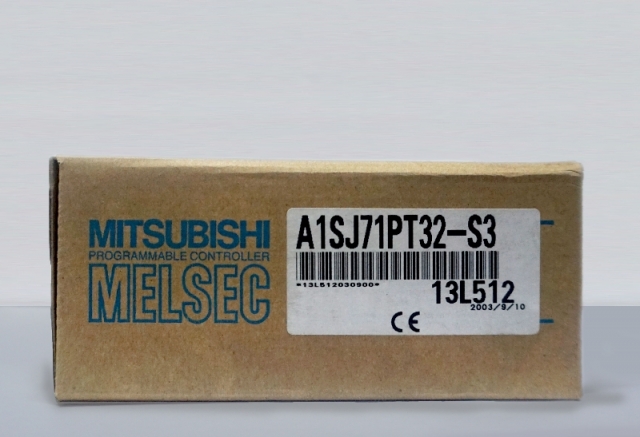 MITSUBISHI
PROGRAMMABLE CONTROLLER
MELSEC
A1SJ71PT32-S3
*13L512030900*
13L512
2003/9/10
CE